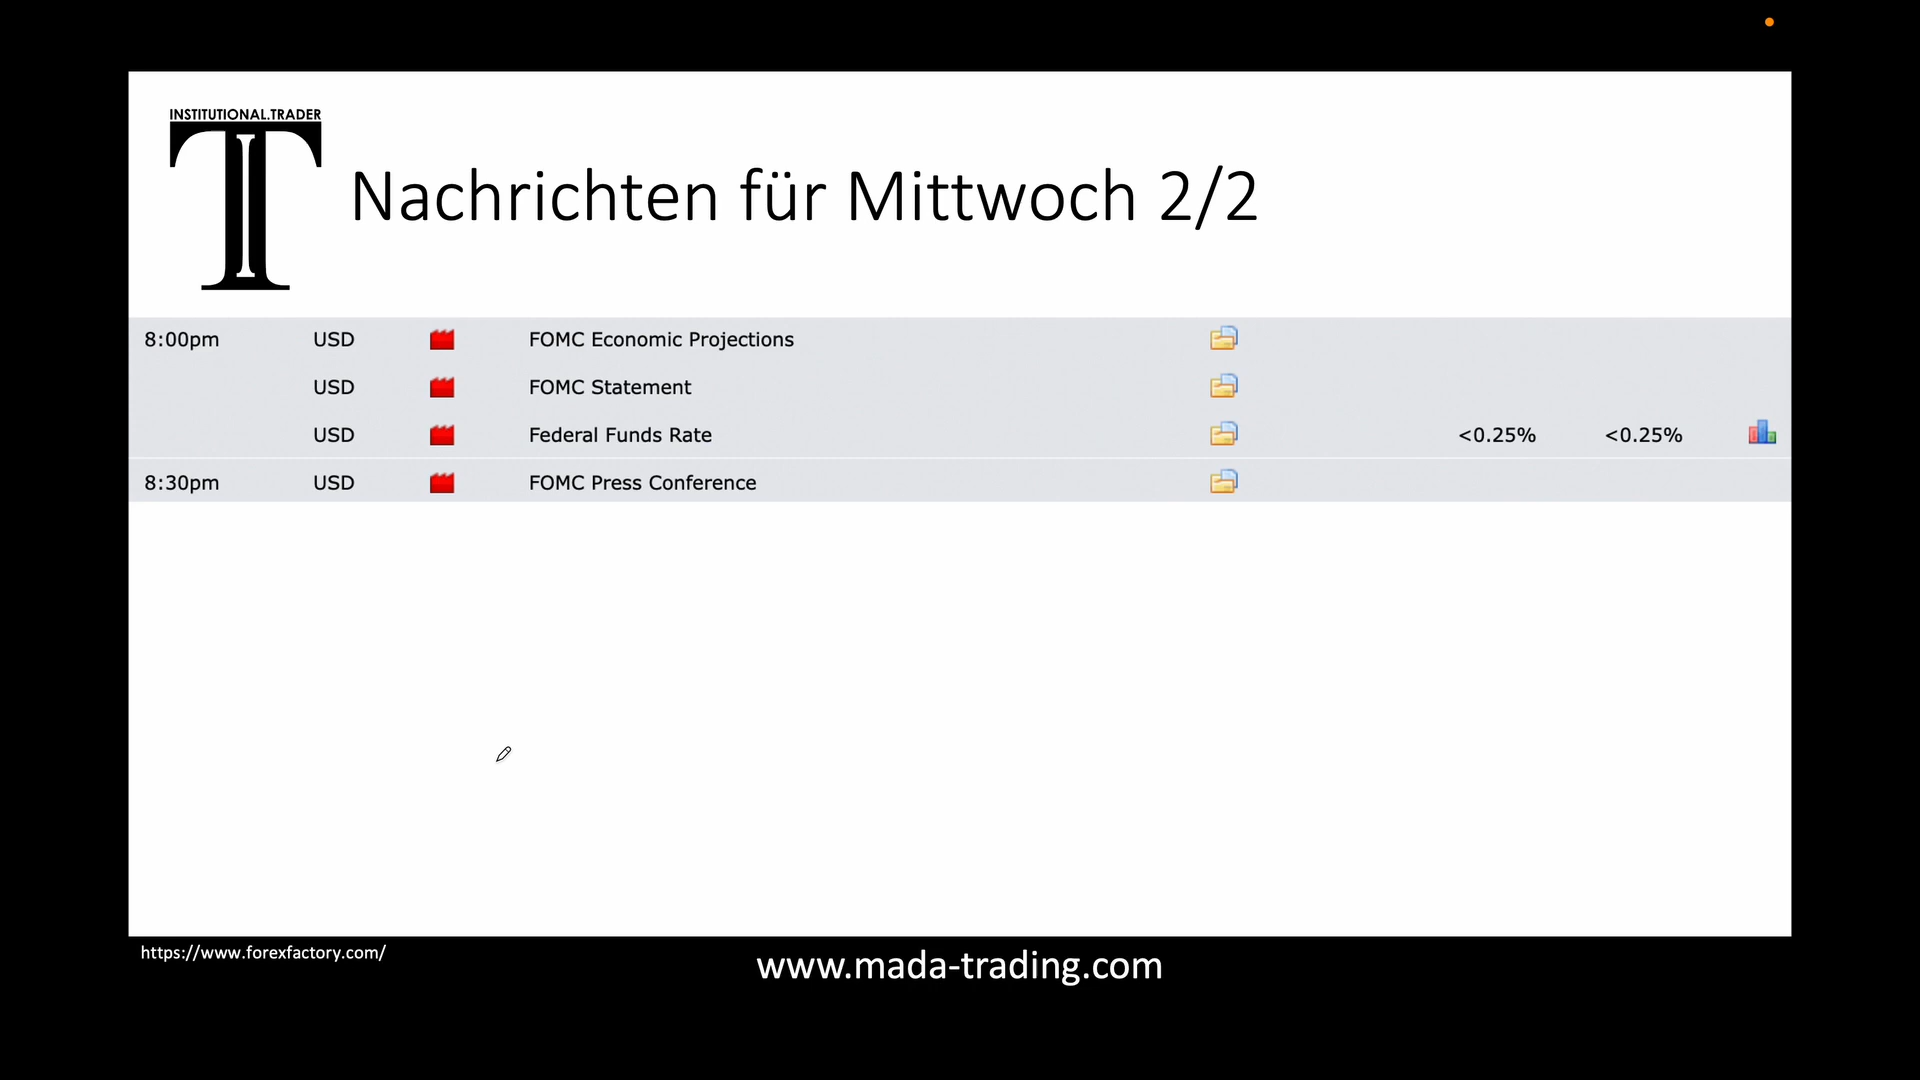 INSTITUTIONAL.TRADER
Nachrichten für Mittwoch 2/2
8:00pm USD FOMC Economic Projections
USD FOMC Statement
USD Federal Funds Rate <0.25% <0.25%
8:30pm USD FOMC Press Conference
https://www.forexfactory.com/
www.mada-trading.com